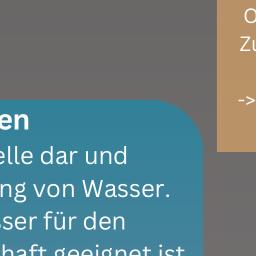 en
elle dar und
ng von Wasser.
sser für den
haft geeignet ist
O
Zu
->